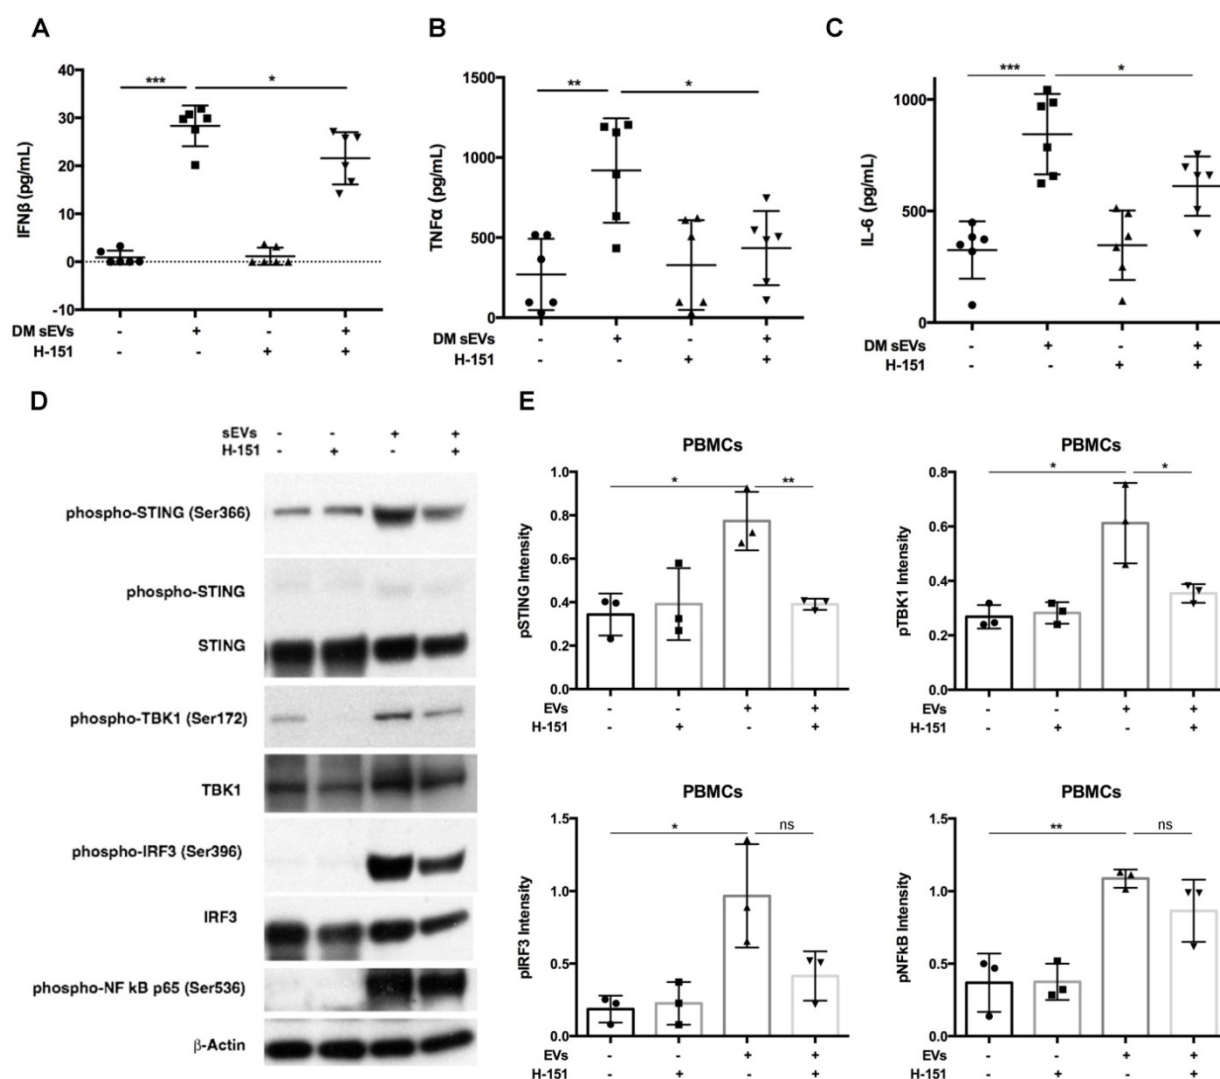 A
B
C
***
*
40
30
20
10
0
-10
IFNβ (pg/mL)
DM sEVs - + - +
H-151 - - + +
**
*
1500
1000
500
0
TNFα (pg/mL)
DM sEVs - + - +
H-151 - - + +
***
*
1000
500
0
IL-6 (pg/mL)
DM sEVs - + - +
H-151 - - + +
D
sEVs - - + +
H-151 - + - +
phospho-STING (Ser366)
phospho-STING
STING
phospho-TBK1 (Ser172)
TBK1
phospho-IRF3 (Ser396)
IRF3
phospho-NF kB p65 (Ser536)
β-Actin
E
PBMCs
* **
1.0
0.8
0.6
0.4
0.2
0.0
pSTING Intensity
EVs - - + +
H-151 - + - +
PBMCs
* *
0.8
0.6
0.4
0.2
0.0
pTBK1 Intensity
EVs - - + +
H-151 - + - +
PBMCs
* ns
1.5
1.0
0.5
0.0
pIRF3 Intensity
EVs - - + +
H-151 - + - +
PBMCs
** ns
1.5
1.0
0.5
0.0
pNFkB Intensity
EVs - - + +
H-151 - + - +